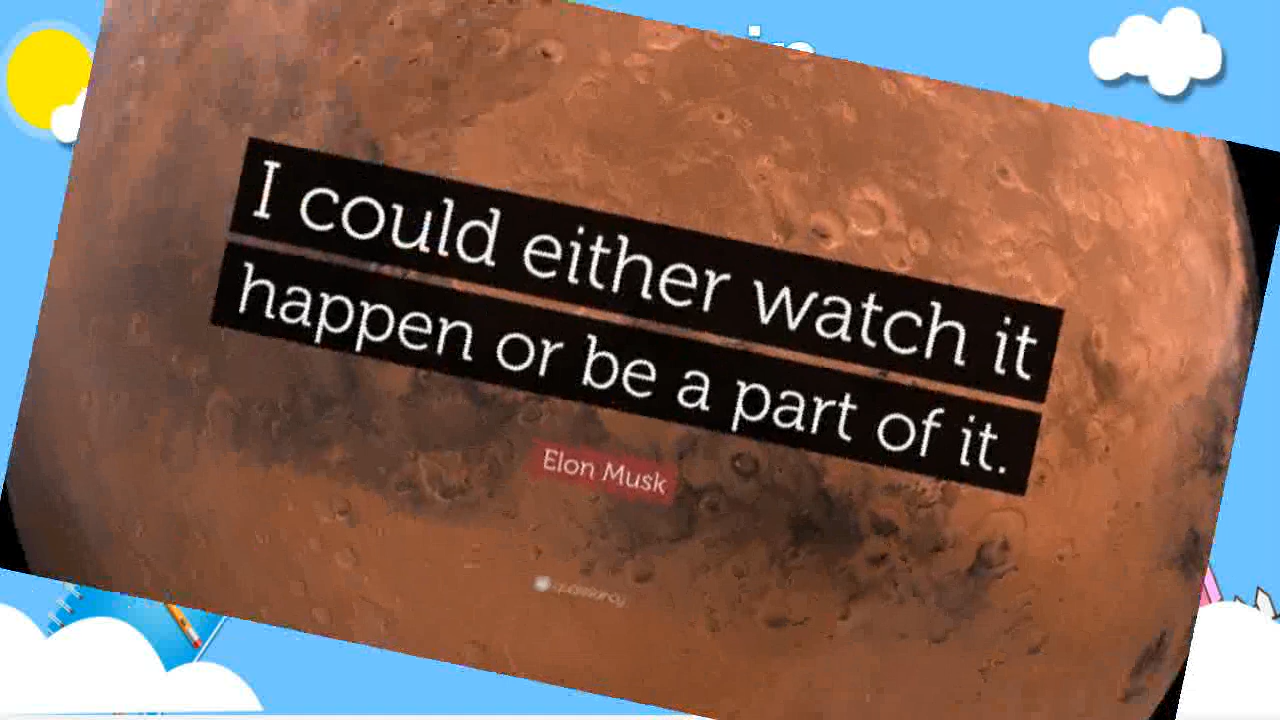 I could either watch it
happen or be a part of it.
Elon Musk